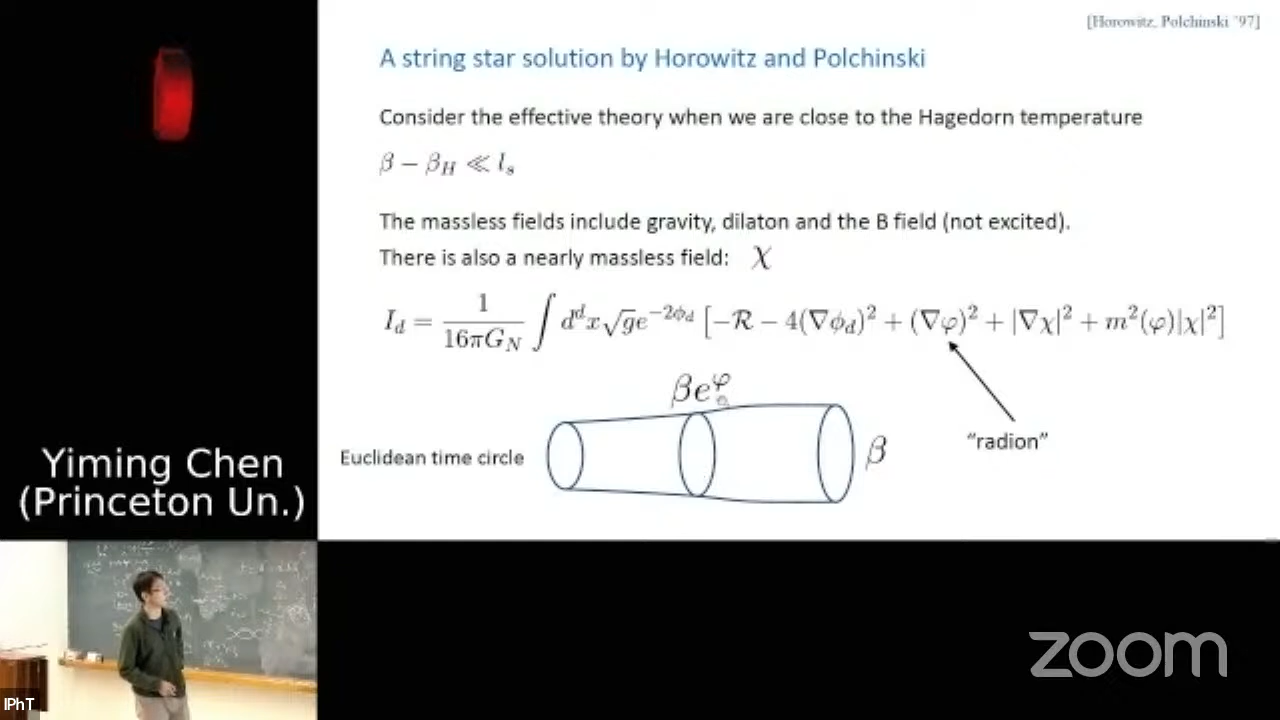 [Horowitz, Polchinski '97]
A string star solution by Horowitz and Polchinski
Consider the effective theory when we are close to the Hagedorn temperature
β − β_H ≪ l_s
The massless fields include gravity, dilaton and the B field (not excited).
There is also a nearly massless field: χ
I_d = \frac{1}{16πG_N} ∫ d^d x √g e^{−2ϕ_d} [−ℛ − 4(∇ϕ_d)^2 + (∇φ)^2 + |∇χ|^2 + m^2(φ)|χ|^2]
βe^φ
"radion"
Euclidean time circle
β
Yiming Chen
(Princeton Un.)
IPhT
zoom